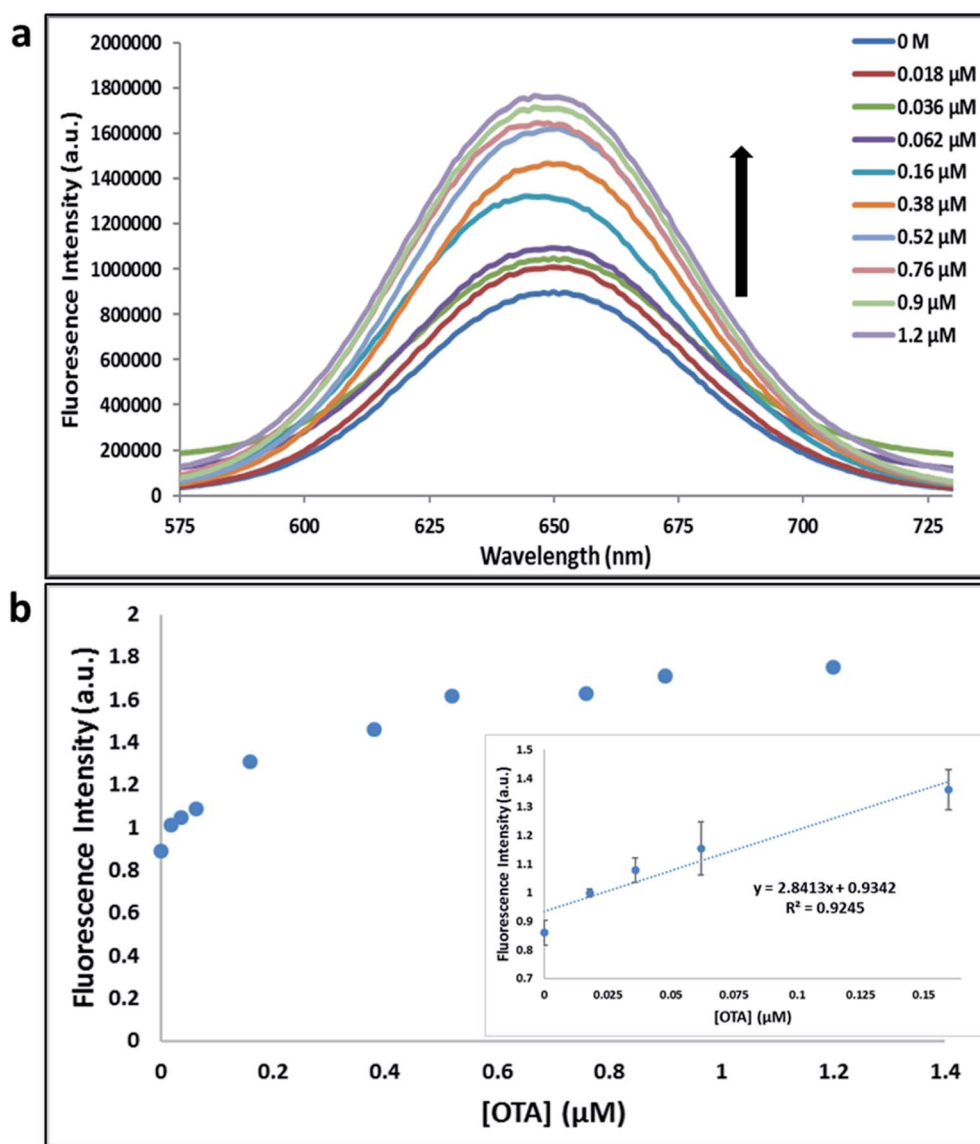 a
Fluoresence Intensity (a.u.)
2000000
1800000
1600000
1400000
1200000
1000000
800000
600000
400000
200000
0
575
600
625
650
675
700
725
Wavelength (nm)
0 M
0.018 µM
0.036 µM
0.062 µM
0.16 µM
0.38 µM
0.52 µM
0.76 µM
0.9 µM
1.2 µM
b
Fluorescence Intensity (a.u.)
2
1.8
1.6
1.4
1.2
1
0.8
0.6
0.4
0.2
0
0
0.2
0.4
0.6
0.8
1
1.2
1.4
[OTA] (µM)
Fluorescence Intensity (a.u.)
1.5
1.4
1.3
1.2
1.1
1
0.9
0.8
0.7
y = 2.8413x + 0.9342
R² = 0.9245
0
0.025
0.05
0.075
0.1
0.125
0.15
[OTA] (µM)